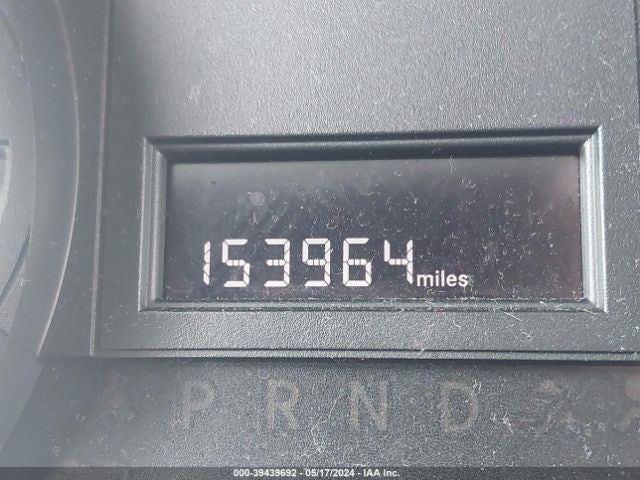 153964 miles
P R N D
000-39439692 - 05/17/2024 - IAA Inc.